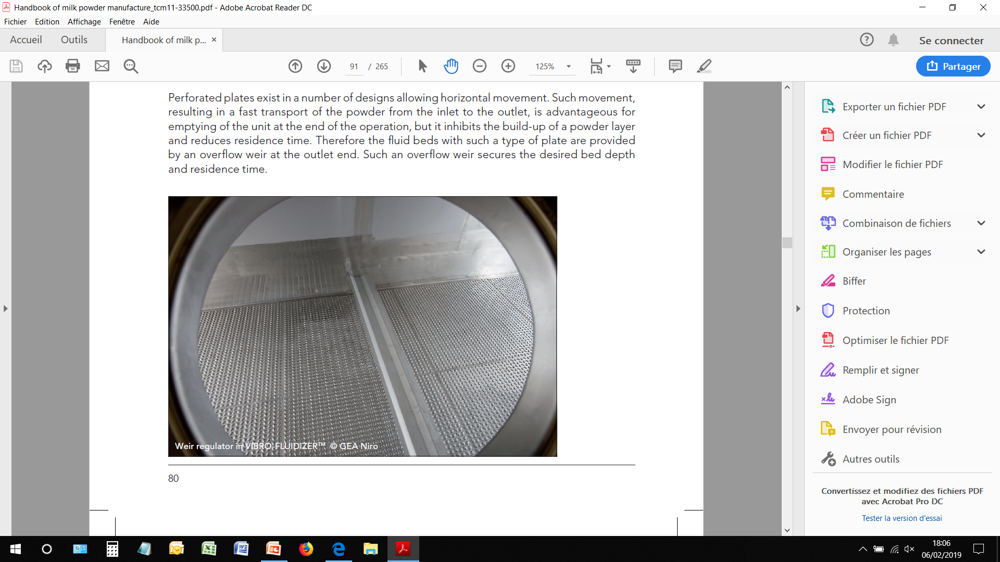 Handbook of milk powder manufacture_tcm11-33500.pdf - Adobe Acrobat Reader DC
Fichier Edition Affichage Fenêtre Aide
Accueil Outils Handbook of milk p... ×
Se connecter
91 / 265
125%
Partager
Perforated plates exist in a number of designs allowing horizontal movement. Such movement,
resulting in a fast transport of the powder from the inlet to the outlet, is advantageous for
emptying of the unit at the end of the operation, but it inhibits the build-up of a powder layer
and reduces residence time. Therefore the fluid beds with such a type of plate are provided
by an overflow weir at the outlet end. Such an overflow weir secures the desired bed depth
and residence time.
Weir regulator in VIBRO-FLUIDIZER™ © GEA Niro
80
Exporter un fichier PDF
Créer un fichier PDF
Modifier le fichier PDF
Commentaire
Combinaison de fichiers
Organiser les pages
Biffer
Protection
Optimiser le fichier PDF
Remplir et signer
Adobe Sign
Envoyer pour révision
Autres outils
Convertissez et modifiez des fichiers PDF
avec Acrobat Pro DC
Tester la version d'essai
18:06
06/02/2019